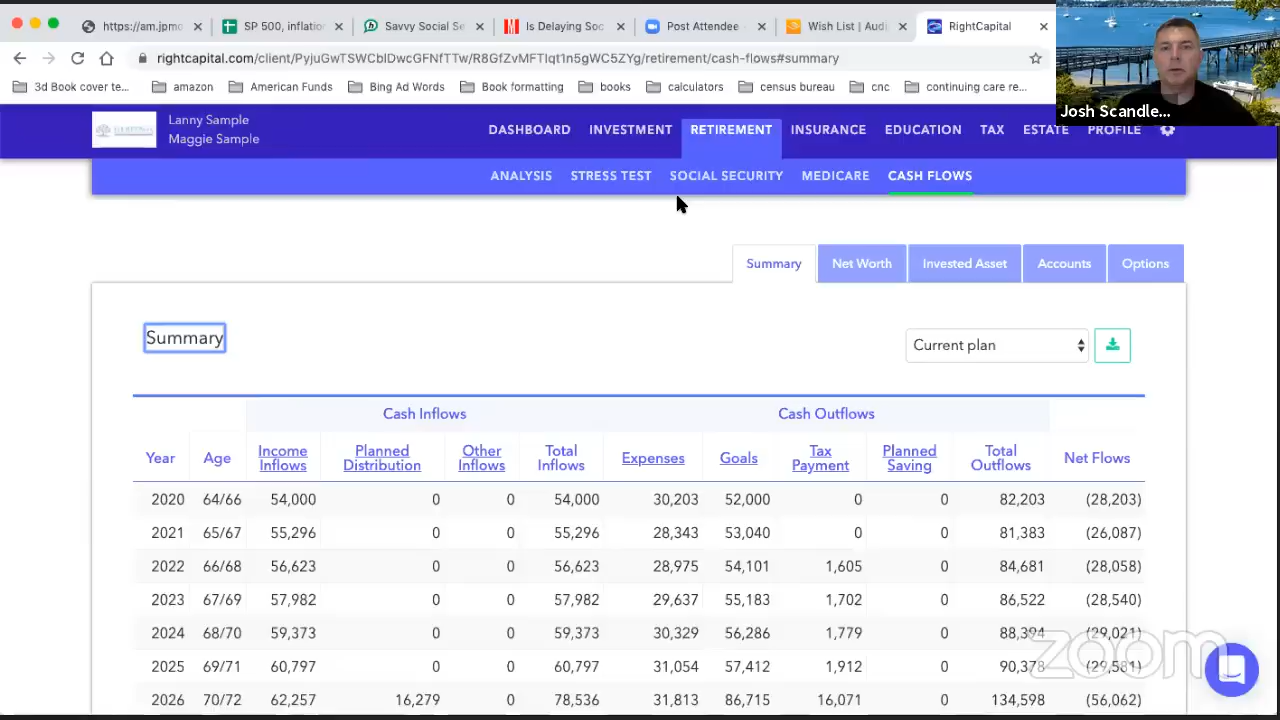 https://am.jpmo
SP 500, inflatio
Savvy Social Se
Is Delaying Soc
Post Attendee
Wish List | Audi
RightCapital
rightcapital.com/client/PyjuGwTSWCbIDwcGFNfTTw/R8GfZvMFTIqt1n5gWC5ZYg/retirement/cash-flows#summary
3d Book cover te...
amazon
American Funds
Bing Ad Words
Book formatting
books
calculators
census bureau
cnc
continuing care re...
Josh Scandle...
Lanny Sample
Maggie Sample
DASHBOARD INVESTMENT RETIREMENT INSURANCE EDUCATION TAX ESTATE PROFILE
ANALYSIS STRESS TEST SOCIAL SECURITY MEDICARE CASH FLOWS
Summary Net Worth Invested Asset Accounts Options
Summary
Current plan
Cash Inflows Cash Outflows
Year Age Income Inflows Planned Distribution Other Inflows Total Inflows Expenses Goals Tax Payment Planned Saving Total Outflows Net Flows
2020 64/66 54,000 0 0 54,000 30,203 52,000 0 0 82,203 (28,203)
2021 65/67 55,296 0 0 55,296 28,343 53,040 0 0 81,383 (26,087)
2022 66/68 56,623 0 0 56,623 28,975 54,101 1,605 0 84,681 (28,058)
2023 67/69 57,982 0 0 57,982 29,637 55,183 1,702 0 86,522 (28,540)
2024 68/70 59,373 0 0 59,373 30,329 56,286 1,779 0 88,394 (29,021)
2025 69/71 60,797 0 0 60,797 31,054 57,412 1,912 0 90,378 (29,581)
2026 70/72 62,257 16,279 0 78,536 31,813 86,715 16,071 0 134,598 (56,062)
zoom